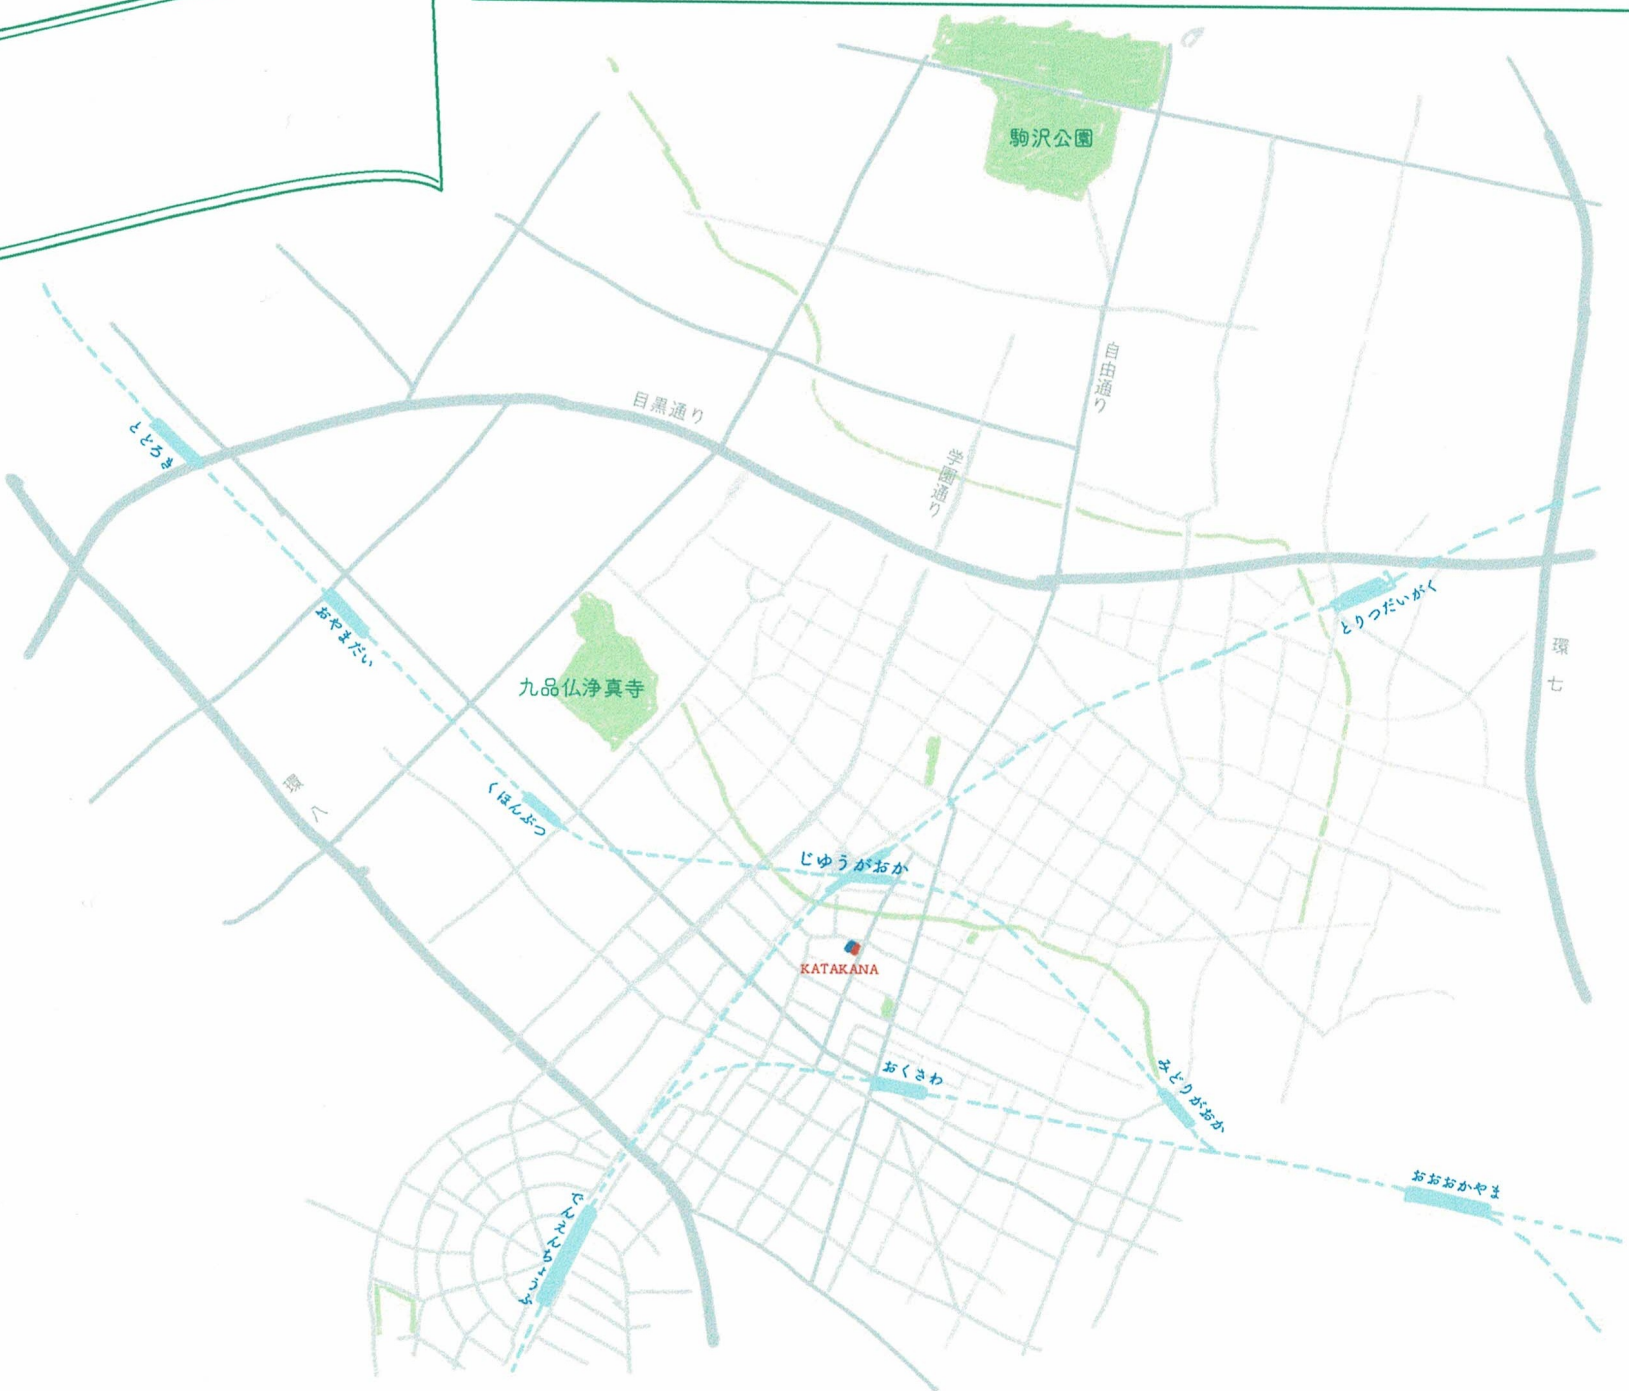 駒沢公園
自由通り
目黒通り
学園通り
とどろき
おやまだい
とりつだいがく
環七
九品仏浄真寺
環八
くほんぶつ
じゆうがおか
KATAKANA
おくさわ
みどりがおか
おおおかやま
でんえんちょうふ